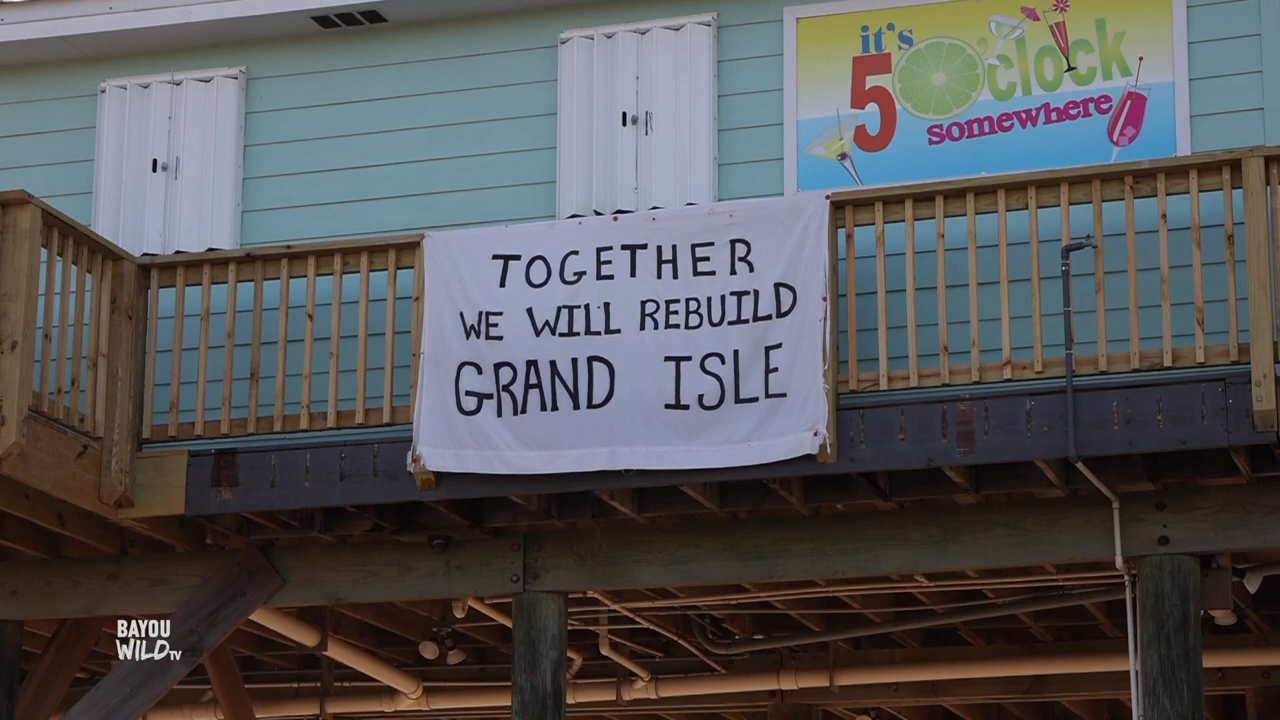 it's
5 O'clock
somewhere
TOGETHER
WE WILL REBUILD
GRAND ISLE
BAYOU
WILD TV